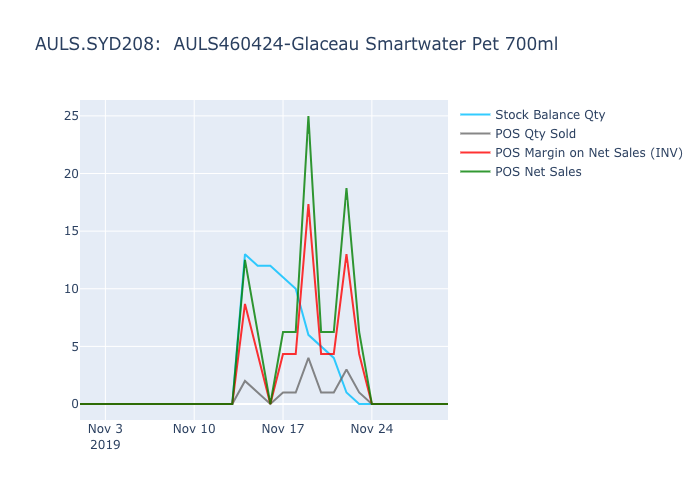 AULS.SYD208:  AULS460424-Glaceau Smartwater Pet 700ml
Stock Balance Qty
POS Qty Sold
POS Margin on Net Sales (INV)
POS Net Sales
25
20
15
10
5
0
Nov 3
2019
Nov 10
Nov 17
Nov 24